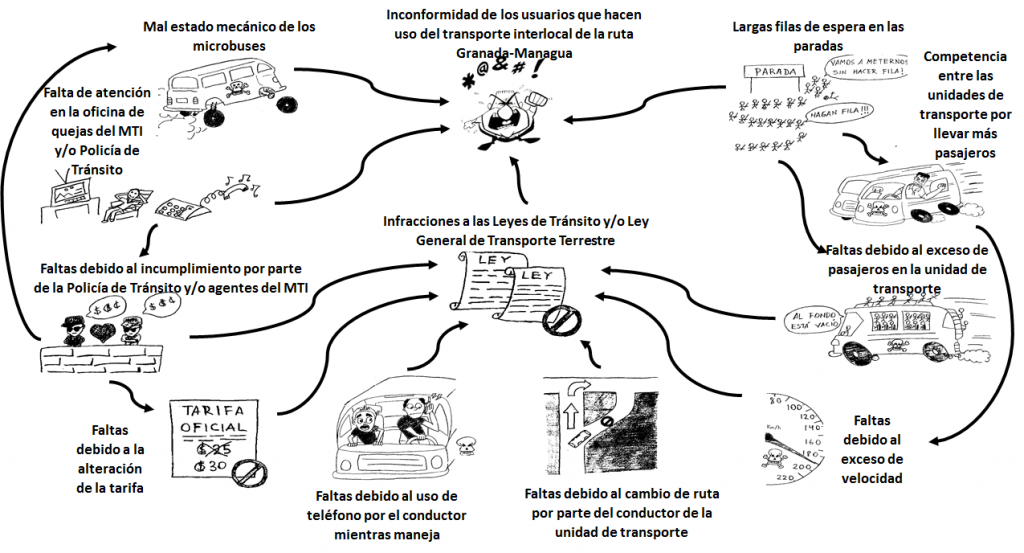 Mal estado mecánico de los
microbuses
Inconformidad de los usuarios que hacen
uso del transporte interlocal de la ruta
Granada-Managua
*@&#!
Largas filas de espera en las
paradas
PARADA
VAMOS A METERNOS
SIN HACER FILA!
HAGAN FILA!!!
Competencia
entre las
unidades de
transporte por
llevar más
pasajeros
Falta de atención
en la oficina de
quejas del MTI
y/o Policía de
Tránsito
Infracciones a las Leyes de Tránsito y/o Ley
General de Transporte Terrestre
LEY
LEY
Faltas debido al exceso de
pasajeros en la unidad de
transporte
AL FONDO
ESTÁ VACÍO
Faltas debido al incumplimiento por parte
de la Policía de Tránsito y/o agentes del MTI
$ ¢ ¢
$ $ ¢
TARIFA
OFICIAL
$ 25
$ 30
Faltas
debido a la
alteración
de la tarifa
Faltas debido al uso de
teléfono por el conductor
mientras maneja
Faltas debido al cambio de ruta
por parte del conductor de la
unidad de transporte
80
100
120
140
160
180
200
220
Km/h
Faltas
debido al
exceso de
velocidad